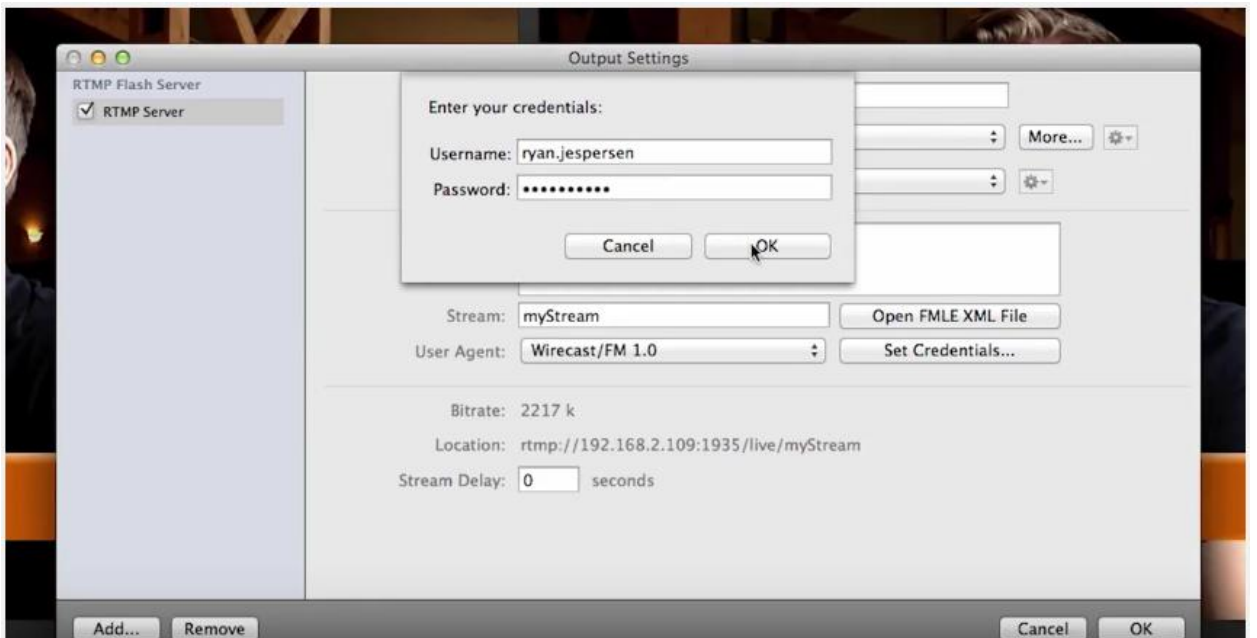 Output Settings
RTMP Flash Server
RTMP Server
Enter your credentials:
Username: ryan.jespersen
Password: ••••••••••
Cancel OK
More...
Stream: myStream Open FMLE XML File
User Agent: Wirecast/FM 1.0 Set Credentials...
Bitrate: 2217 k
Location: rtmp://192.168.2.109:1935/live/myStream
Stream Delay: 0 seconds
Add... Remove Cancel OK